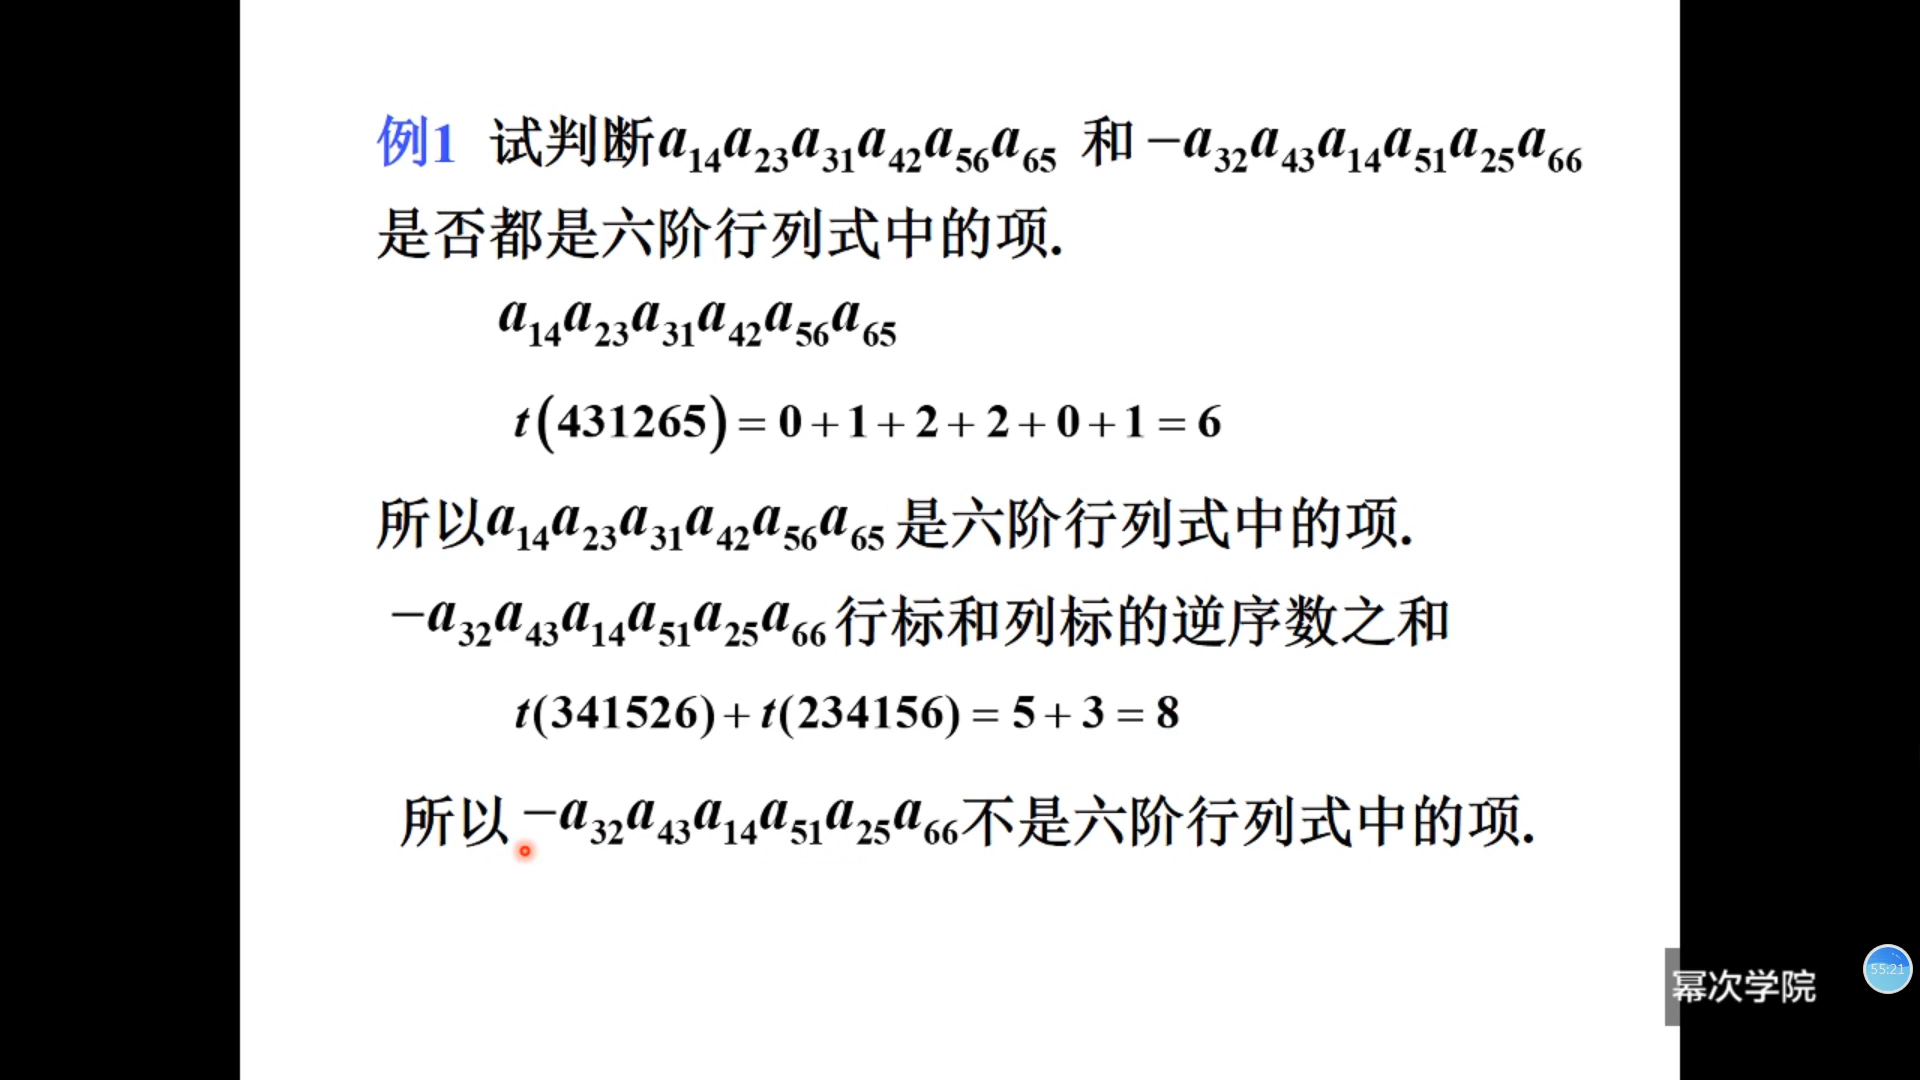 例1 试判断a₁₄a₂₃a₃₁a₄₂a₅₆a₆₅ 和 −a₃₂a₄₃a₁₄a₅₁a₂₅a₆₆
是否都是六阶行列式中的项.
a₁₄a₂₃a₃₁a₄₂a₅₆a₆₅
t(431265) = 0 + 1 + 2 + 2 + 0 + 1 = 6
所以a₁₄a₂₃a₃₁a₄₂a₅₆a₆₅ 是六阶行列式中的项.
−a₃₂a₄₃a₁₄a₅₁a₂₅a₆₆ 行标和列标的逆序数之和
t(341526) + t(234156) = 5 + 3 = 8
所以 −a₃₂a₄₃a₁₄a₅₁a₂₅a₆₆ 不是六阶行列式中的项.
幂次学院
55:21